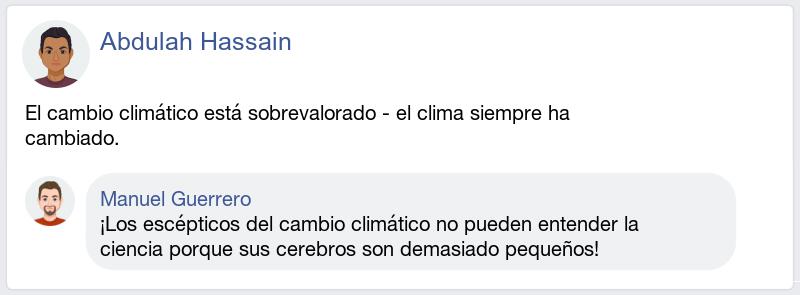 Abdulah Hassain
El cambio climático está sobrevalorado - el clima siempre ha
cambiado.
Manuel Guerrero
¡Los escépticos del cambio climático no pueden entender la
ciencia porque sus cerebros son demasiado pequeños!